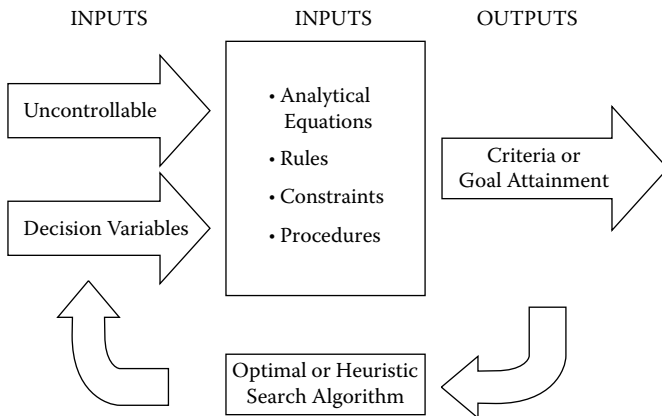 INPUTS
INPUTS
OUTPUTS
Uncontrollable
Decision Variables
• Analytical
Equations
• Rules
• Constraints
• Procedures
Criteria or
Goal Attainment
Optimal or Heuristic
Search Algorithm